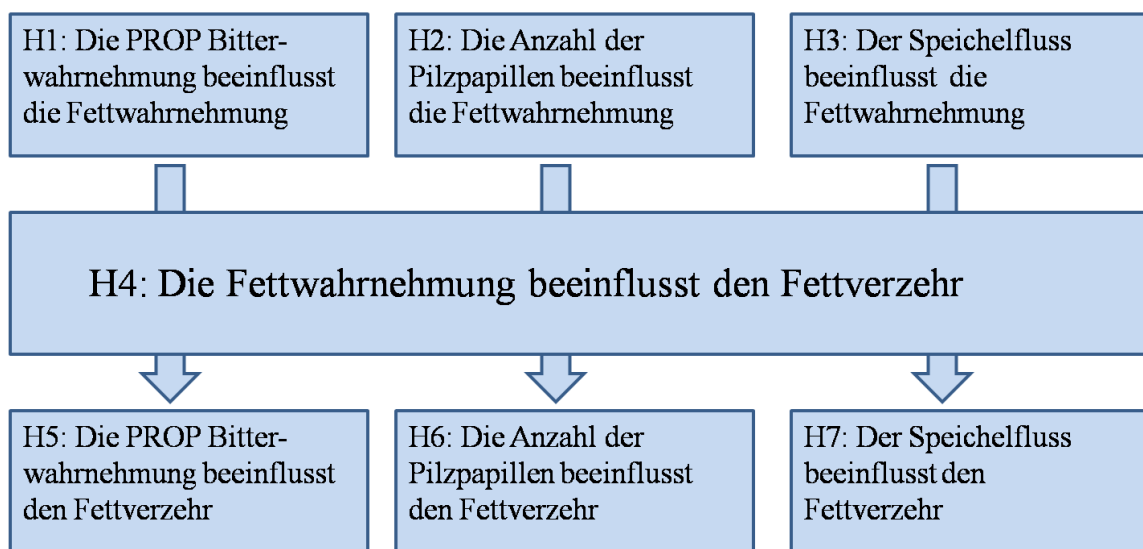 H1: Die PROP Bitter-
wahrnehmung beeinflusst
die Fettwahrnehmung
H2: Die Anzahl der
Pilzpapillen beeinflusst
die Fettwahrnehmung
H3: Der Speichelfluss
beeinflusst die
Fettwahrnehmung
H4: Die Fettwahrnehmung beeinflusst den Fettverzehr
H5: Die PROP Bitter-
wahrnehmung beeinflusst
den Fettverzehr
H6: Die Anzahl der
Pilzpapillen beeinflusst
den Fettverzehr
H7: Der Speichelfluss
beeinflusst den
Fettverzehr